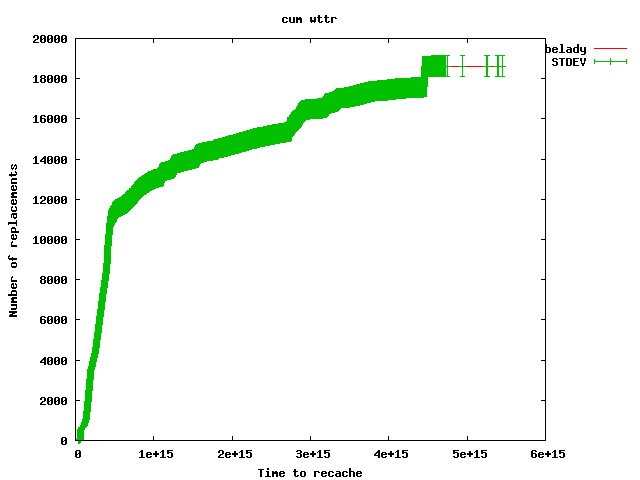 cum wttr
20000
18000
16000
14000
12000
10000
8000
6000
4000
2000
0
Number of replacements
belady
STDEV
0 1e+15 2e+15 3e+15 4e+15 5e+15 6e+15
Time to recache